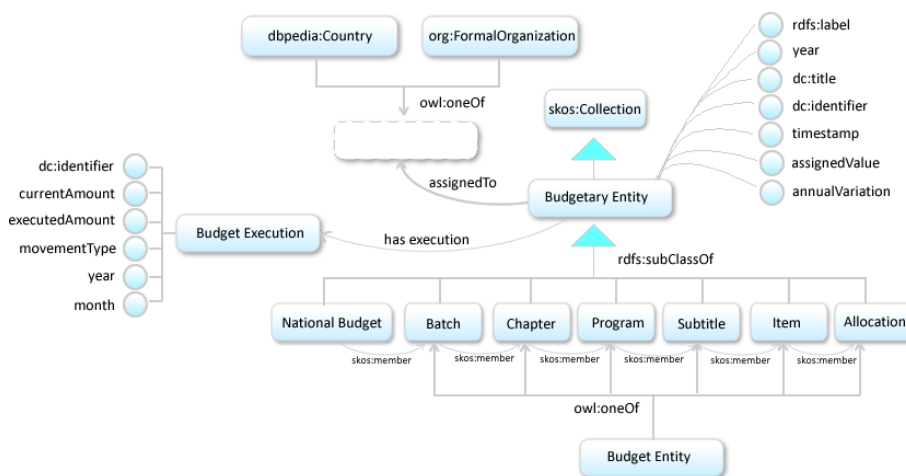 dbpedia:Country
org:FormalOrganization
rdfs:label
year
dc:title
dc:identifier
timestamp
assignedValue
annualVariation
owl:oneOf
skos:Collection
assignedTo
Budgetary Entity
dc:identifier
currentAmount
executedAmount
movementType
year
month
Budget Execution
has execution
rdfs:subClassOf
National Budget
Batch
Chapter
Program
Subtitle
Item
Allocation
skos:member
skos:member
skos:member
skos:member
skos:member
skos:member
owl:oneOf
Budget Entity